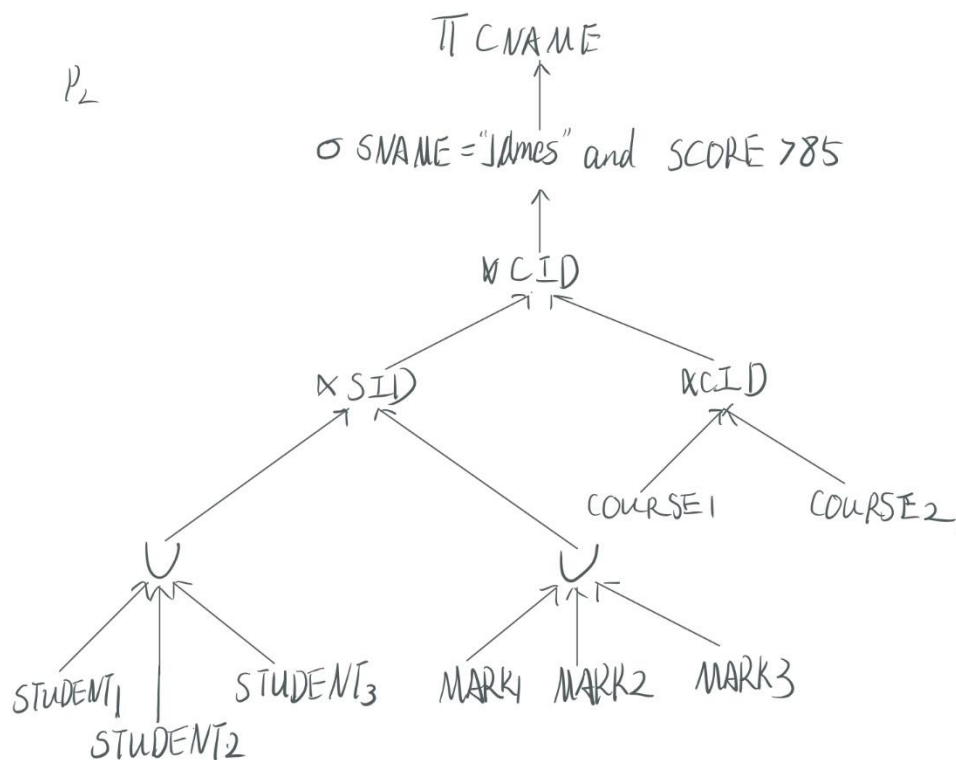 π CNAME
P2
σ SNAME = "James" and SCORE >85
⋈ CID
⋈ SID
⋈ CID
COURSE1
COURSE2
∪
∪
STUDENT1
STUDENT2
STUDENT3
MARK1
MARK2
MARK3